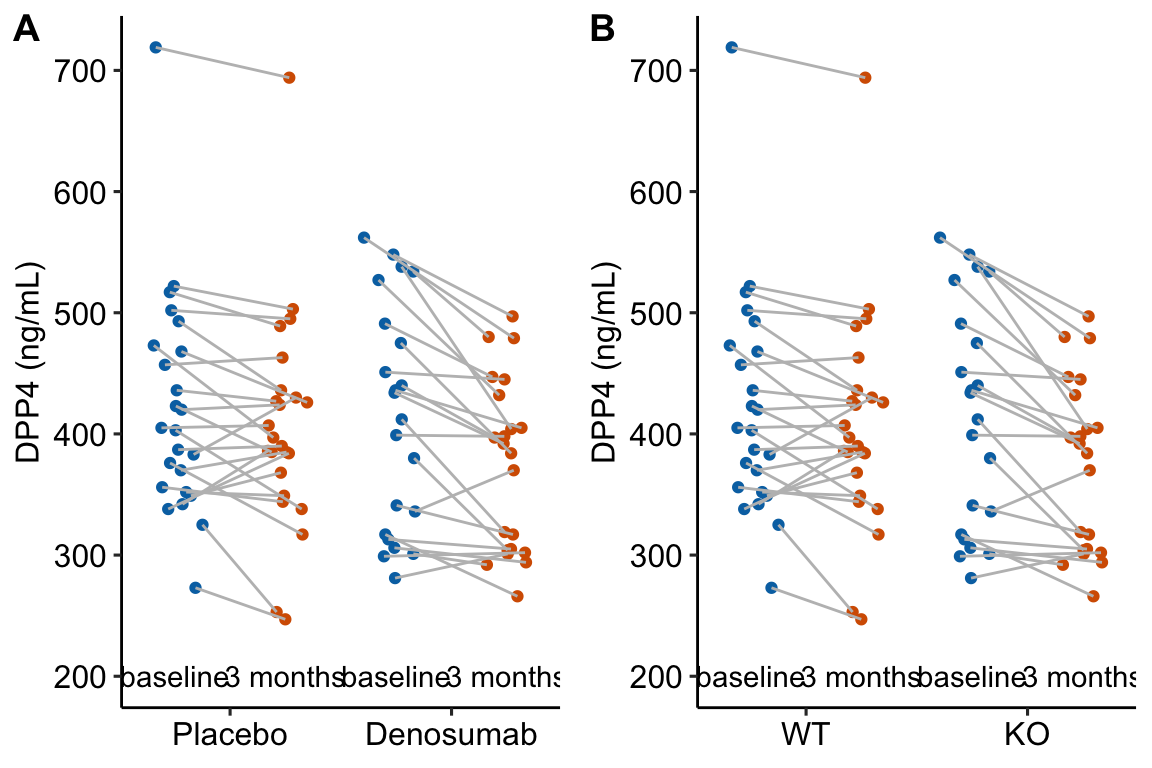 A
DPP4 (ng/mL)
700
600
500
400
300
200
baseline 3 months baseline 3 months
Placebo Denosumab
B
DPP4 (ng/mL)
700
600
500
400
300
200
baseline 3 months baseline 3 months
WT KO